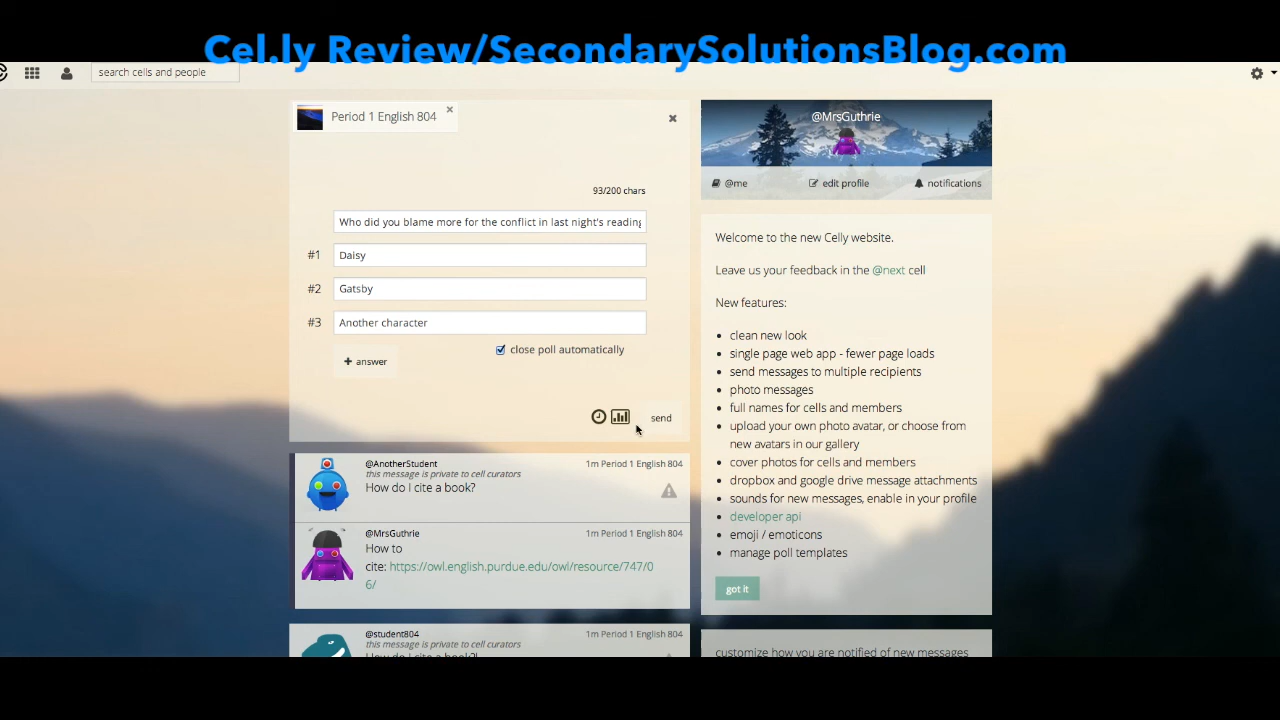 Cel.ly Review/SecondarySolutionsBlog.com
search cells and people
Period 1 English 804
93/200 chars
Who did you blame more for the conflict in last night's reading
#1 Daisy
#2 Gatsby
#3 Another character
close poll automatically
+ answer
send
@AnotherStudent 1m Period 1 English 804
this message is private to cell curators
How do I cite a book?
@MrsGuthrie 1m Period 1 English 804
How to
cite: https://owl.english.purdue.edu/owl/resource/747/0
6/
@student804 1m Period 1 English 804
this message is private to cell curators
How do I cite a book?!
@MrsGuthrie
@me edit profile notifications
Welcome to the new Celly website.
Leave us your feedback in the @next cell
New features:
clean new look
single page web app - fewer page loads
send messages to multiple recipients
photo messages
full names for cells and members
upload your own photo avatar, or choose from
new avatars in our gallery
cover photos for cells and members
dropbox and google drive message attachments
sounds for new messages, enable in your profile
developer api
emoji / emoticons
manage poll templates
got it
customize how you are notified of new messages